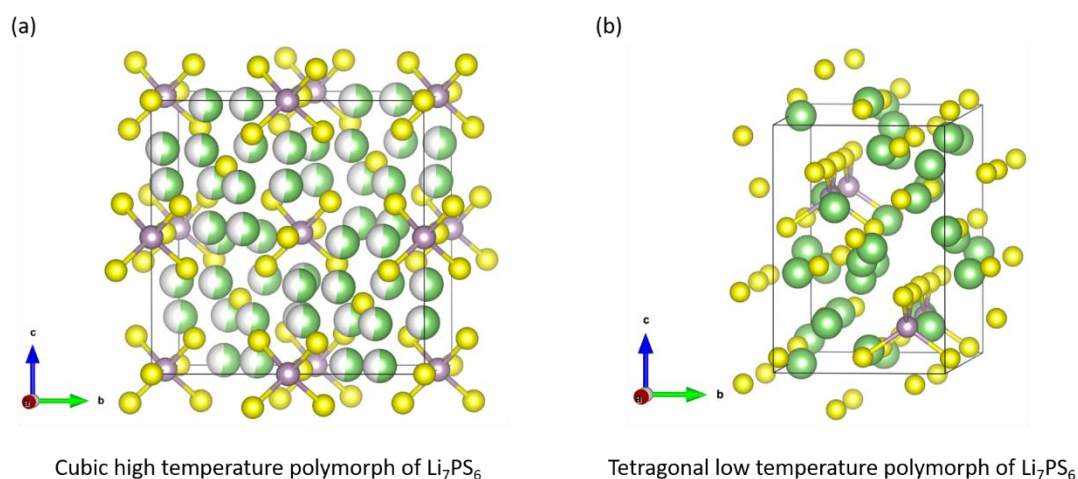 (a)
(b)
c
b
a
c
b
a
Cubic high temperature polymorph of Li₇PS₆
Tetragonal low temperature polymorph of Li₇PS₆